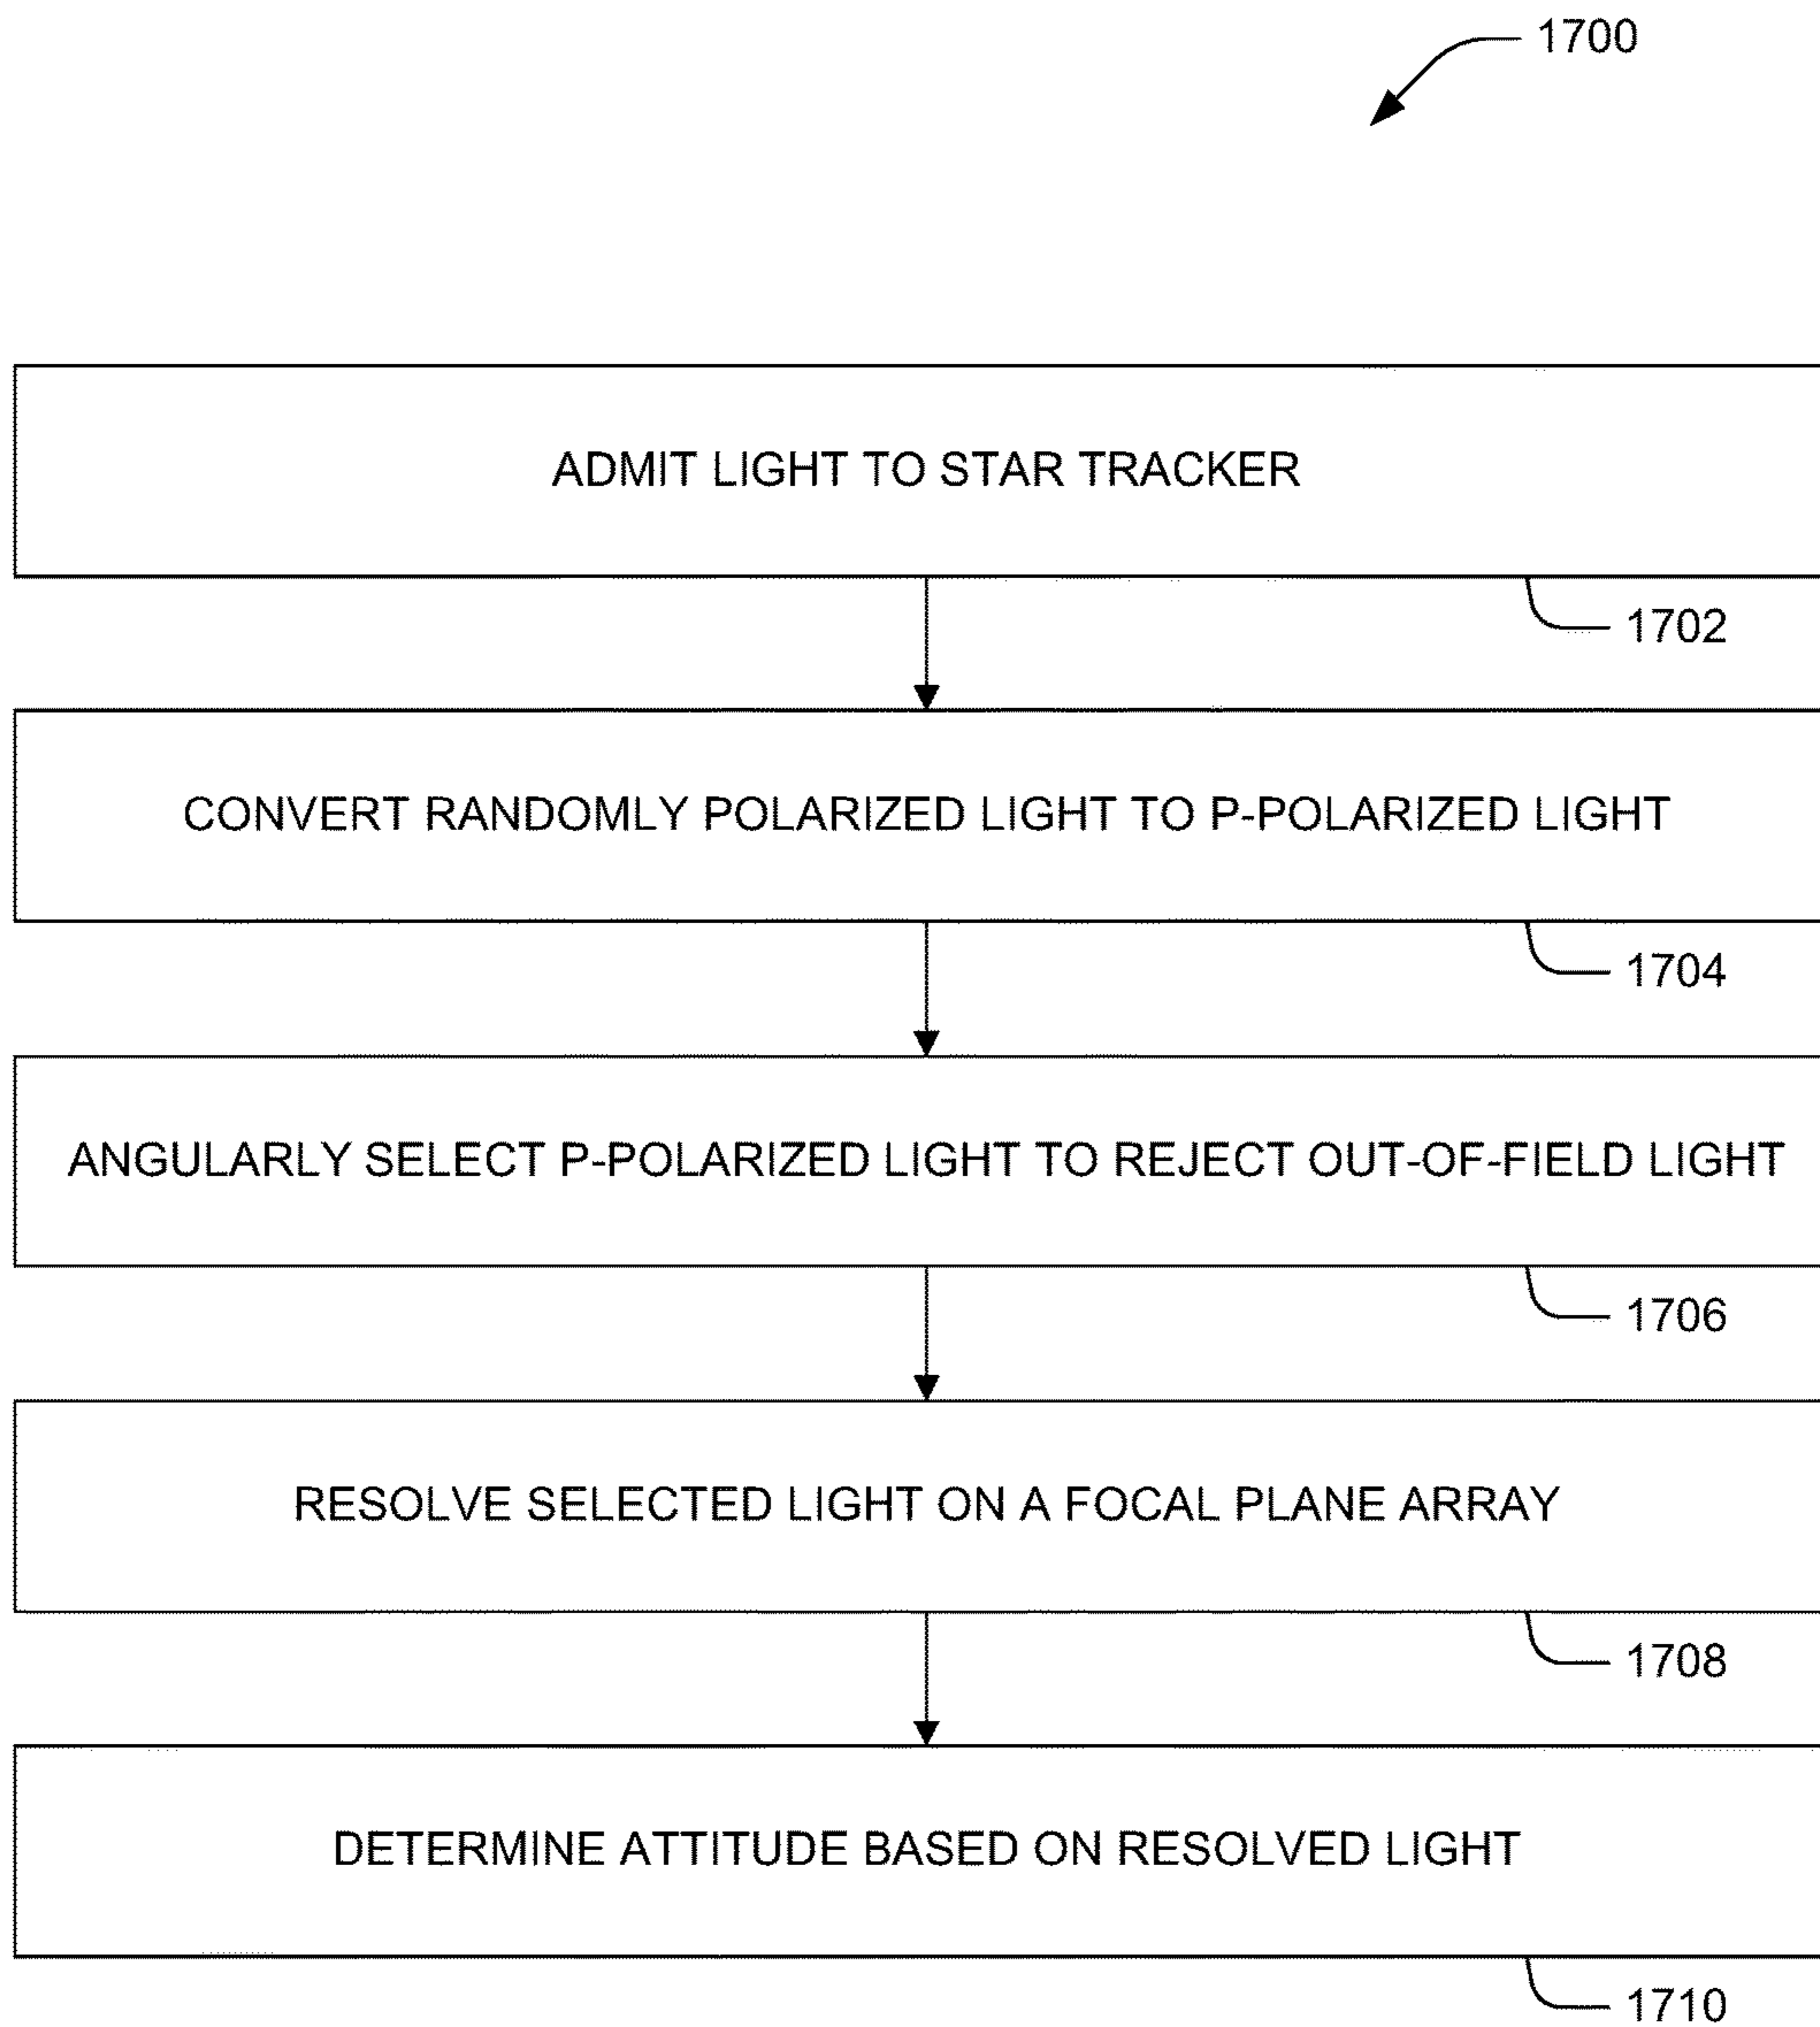 1700
ADMIT LIGHT TO STAR TRACKER
1702
CONVERT RANDOMLY POLARIZED LIGHT TO P-POLARIZED LIGHT
1704
ANGULARLY SELECT P-POLARIZED LIGHT TO REJECT OUT-OF-FIELD LIGHT
1706
RESOLVE SELECTED LIGHT ON A FOCAL PLANE ARRAY
1708
DETERMINE ATTITUDE BASED ON RESOLVED LIGHT
1710